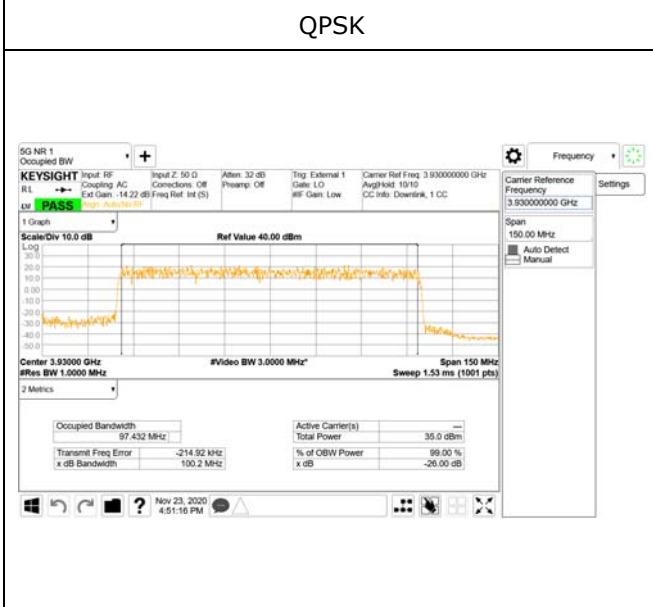 QPSK
5G NR 1
Occupied BW
Frequency
KEYSIGHT
Input: RF
Input Z: 50 Ω
Atten: 32 dB
Trig: External 1
Carrier Ref Freq: 3.930000000 GHz
RL
Coupling: AC
Corrections: Off
Preamp: Off
Gate: LO
Avg|Hold: 10/10
Ext Gain: -14.22 dB
Freq Ref: Int (S)
#IF Gain: Low
CC Info: Downlink, 1 CC
PASS
Align: Auto/No RF
Carrier Reference
Frequency
3.930000000 GHz
Settings
Span
150.00 MHz
Auto Detect
Manual
1 Graph
Scale/Div 10.0 dB
Ref Value 40.00 dBm
Log
30.0
20.0
10.0
0.00
-10.0
-20.0
-30.0
-40.0
-50.0
Center 3.93000 GHz
#Video BW 3.0000 MHz*
Span 150 MHz
#Res BW 1.0000 MHz
Sweep 1.53 ms (1001 pts)
2 Metrics
Occupied Bandwidth
97.432 MHz
Active Carrier(s)
---
Total Power
35.0 dBm
Transmit Freq Error
-214.92 kHz
% of OBW Power
99.00 %
x dB Bandwidth
100.2 MHz
x dB
-26.00 dB
Nov 23, 2020
4:51:16 PM